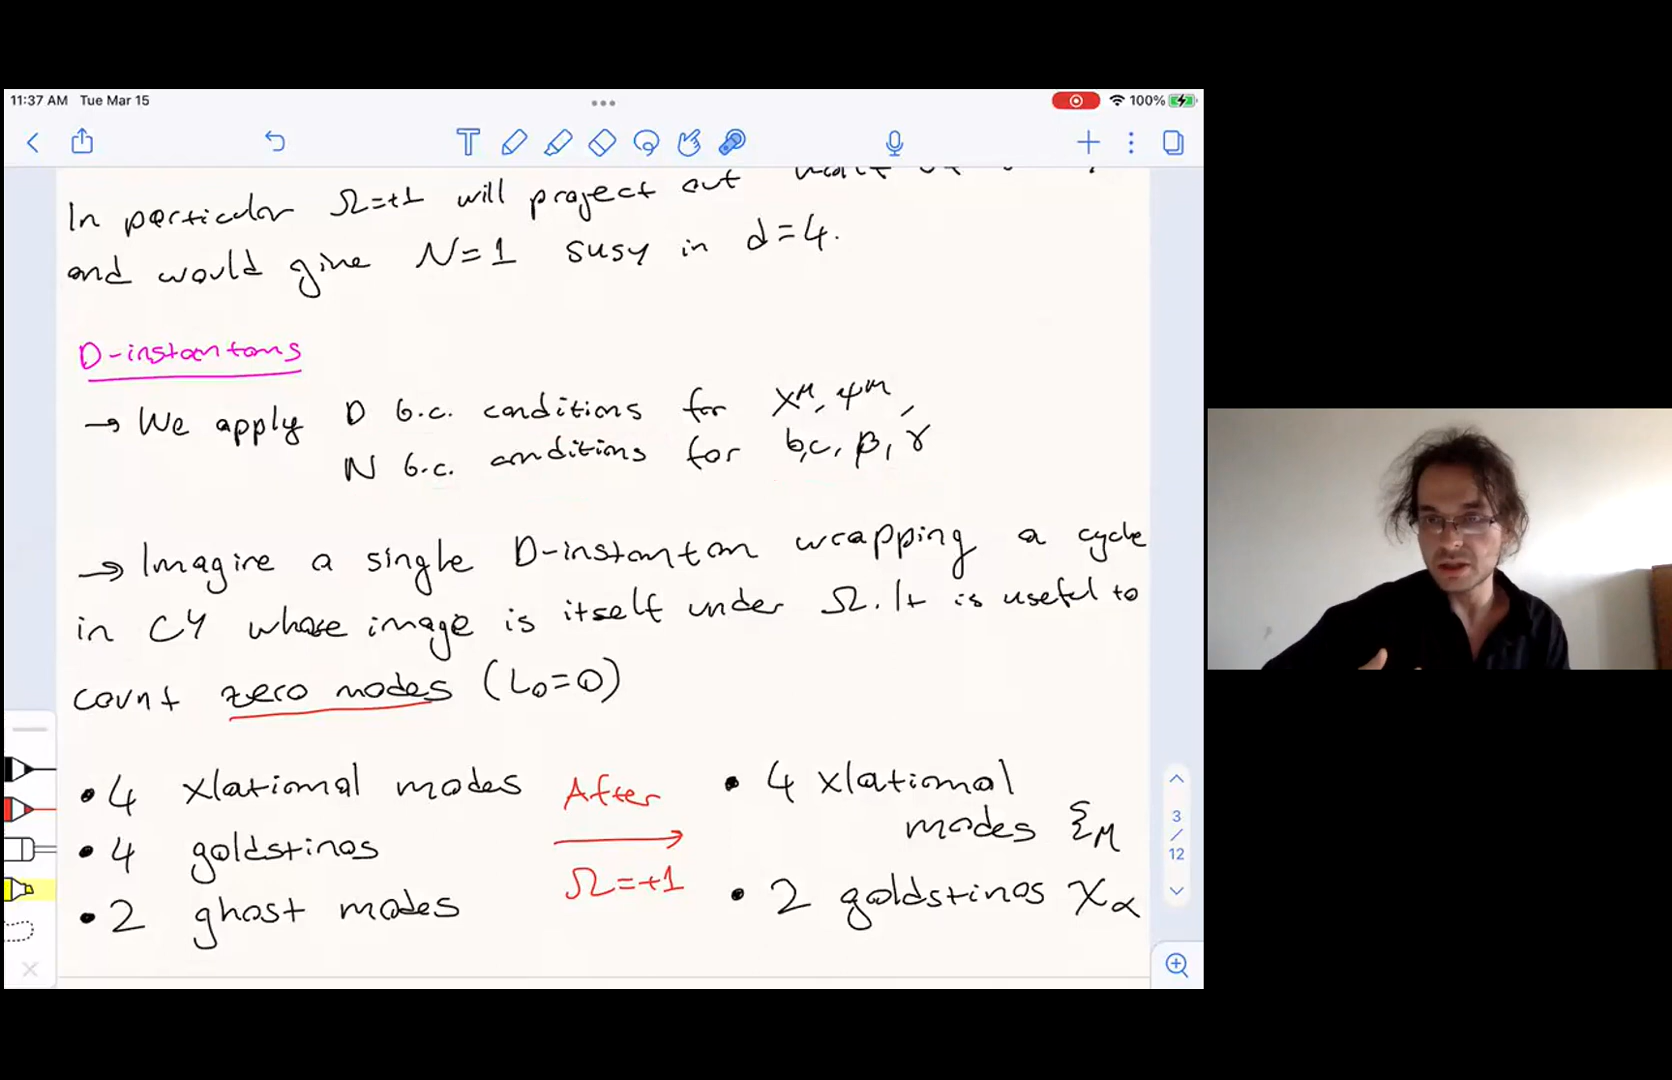 11:37 AM Tue Mar 15
100%
In particular Ω=+1 will project out
and would give N=1 susy in d=4.
D-instantons
→ We apply D b.c. conditions for X^μ, ψ^μ,
N b.c. conditions for b,c, β, γ
→ Imagine a single D-instanton wrapping a cycle
in CY whose image is itself under Ω. It is useful to
count zero modes (L₀=0)
• 4 xlational modes
• 4 goldstinos
• 2 ghost modes
After
Ω=+1
• 4 xlational
modes ξ_μ
• 2 goldstinos χ_α
3
/
12